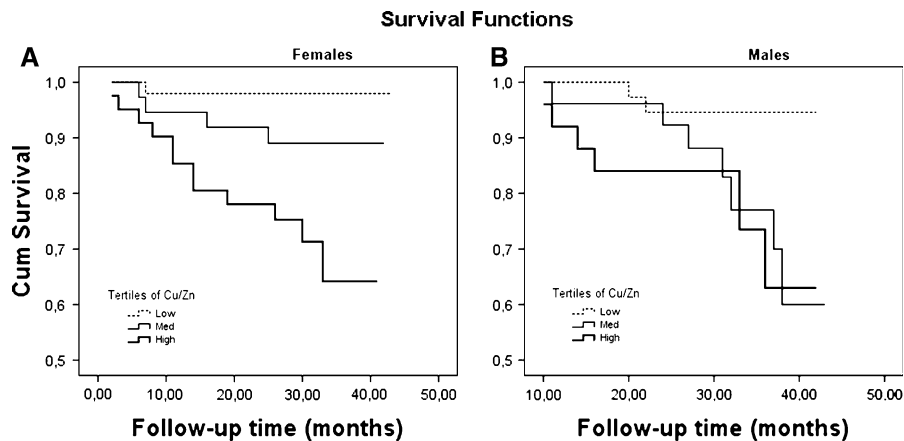 Survival Functions
A
Females
Cum Survival
1,0
0,9
0,8
0,7
0,6
0,5
Tertiles of Cu/Zn
Low
Med
High
0,00 10,00 20,00 30,00 40,00 50,00
Follow-up time (months)
B
Males
1,0
0,9
0,8
0,7
0,6
0,5
Tertiles of Cu/Zn
Low
Med
High
10,00 20,00 30,00 40,00 50,00
Follow-up time (months)